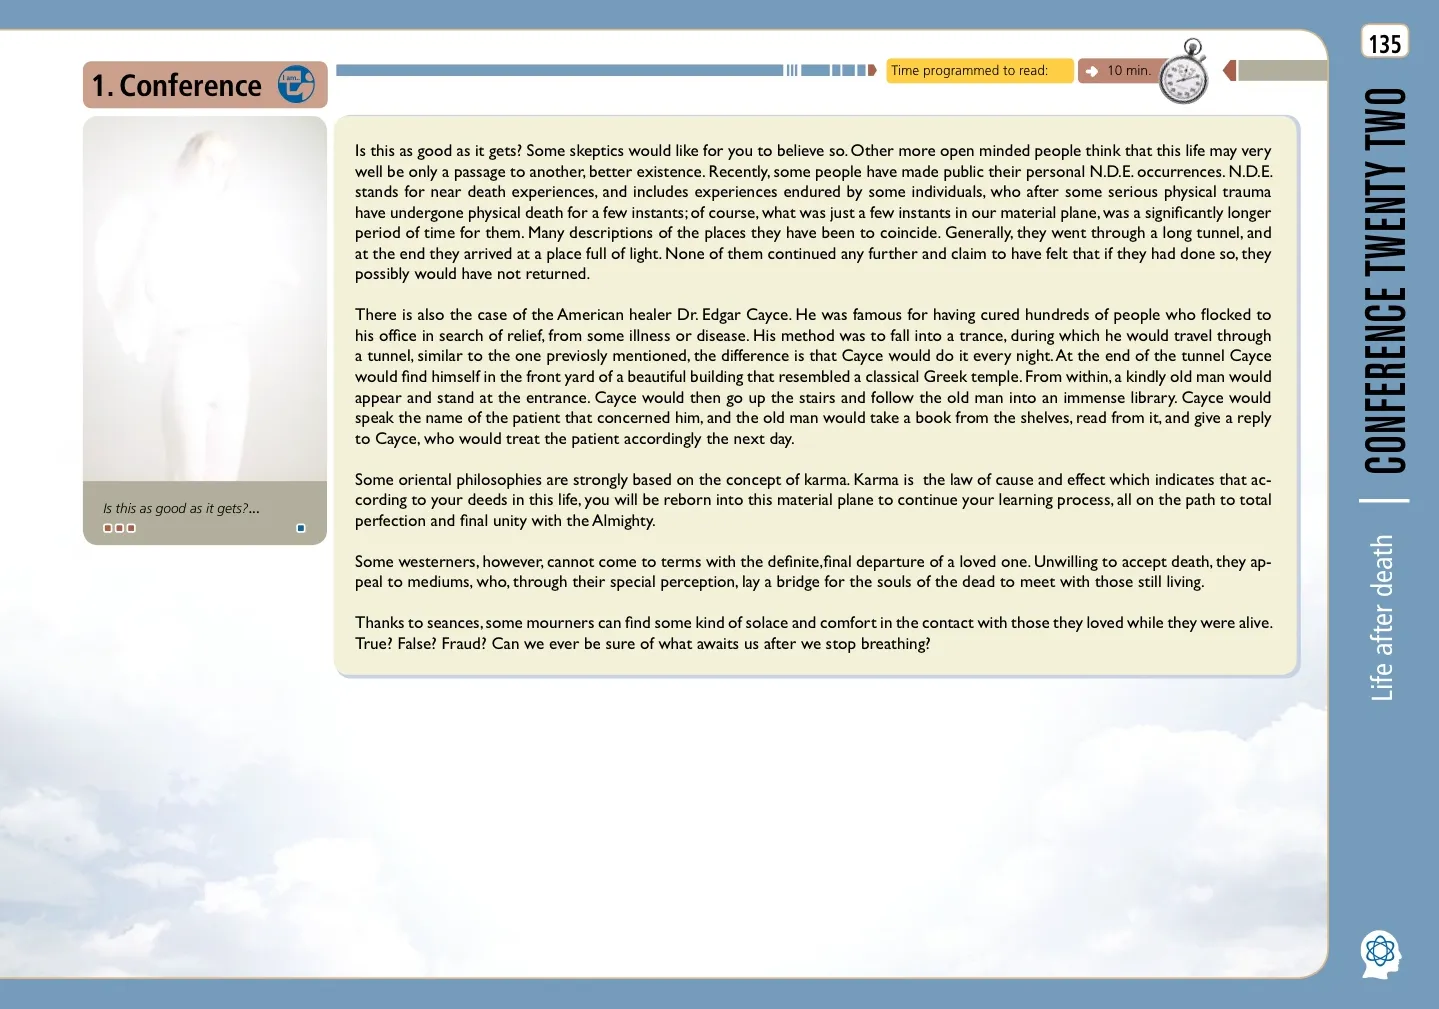 135
1. Conference
I am...
Time programmed to read:
10 min.
Is this as good as it gets? Some skeptics would like for you to believe so. Other more open minded people think that this life may very
well be only a passage to another, better existence. Recently, some people have made public their personal N.D.E. occurrences. N.D.E.
stands for near death experiences, and includes experiences endured by some individuals, who after some serious physical trauma
have undergone physical death for a few instants; of course, what was just a few instants in our material plane, was a significantly longer
period of time for them. Many descriptions of the places they have been to coincide. Generally, they went through a long tunnel, and
at the end they arrived at a place full of light. None of them continued any further and claim to have felt that if they had done so, they
possibly would have not returned.
There is also the case of the American healer Dr. Edgar Cayce. He was famous for having cured hundreds of people who flocked to
his office in search of relief, from some illness or disease. His method was to fall into a trance, during which he would travel through
a tunnel, similar to the one previosly mentioned, the difference is that Cayce would do it every night. At the end of the tunnel Cayce
would find himself in the front yard of a beautiful building that resembled a classical Greek temple. From within, a kindly old man would
appear and stand at the entrance. Cayce would then go up the stairs and follow the old man into an immense library. Cayce would
speak the name of the patient that concerned him, and the old man would take a book from the shelves, read from it, and give a reply
to Cayce, who would treat the patient accordingly the next day.
Some oriental philosophies are strongly based on the concept of karma. Karma is the law of cause and effect which indicates that ac-
cording to your deeds in this life, you will be reborn into this material plane to continue your learning process, all on the path to total
perfection and final unity with the Almighty.
Some westerners, however, cannot come to terms with the definite,final departure of a loved one. Unwilling to accept death, they ap-
peal to mediums, who, through their special perception, lay a bridge for the souls of the dead to meet with those still living.
Thanks to seances, some mourners can find some kind of solace and comfort in the contact with those they loved while they were alive.
True? False? Fraud? Can we ever be sure of what awaits us after we stop breathing?
Is this as good as it gets?...
CONFERENCE TWENTY TWO
Life after death